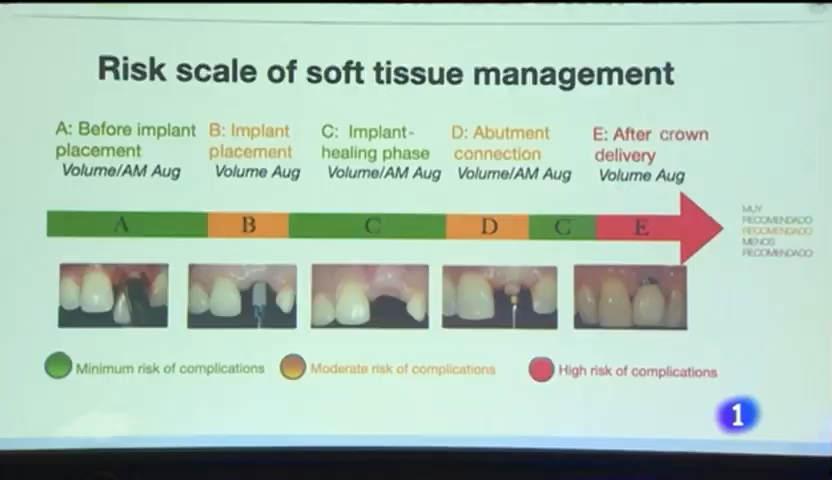 Risk scale of soft tissue management
A: Before implant
placement
Volume/AM Aug
B: Implant
placement
Volume Aug
C: Implant-
healing phase
Volume/AM Aug
D: Abutment
connection
Volume/AM Aug
E: After crown
delivery
Volume Aug
A B C D C E
MUY
RECOMENDADO
RECOMENDADO
MENOS
RECOMENDADO
Minimum risk of complications
Moderate risk of complications
High risk of complications
1